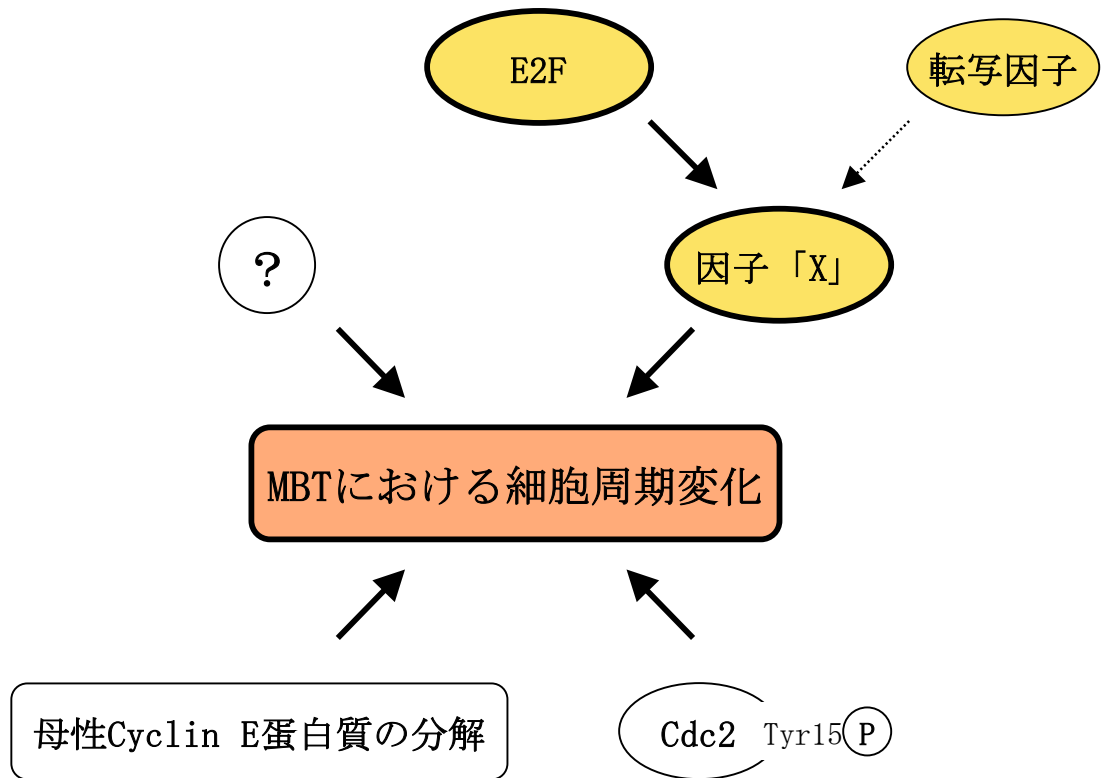 E2F
転写因子
?
因子「X」
MBTにおける細胞周期変化
母性Cyclin E蛋白質の分解
Cdc2 Tyr15 P